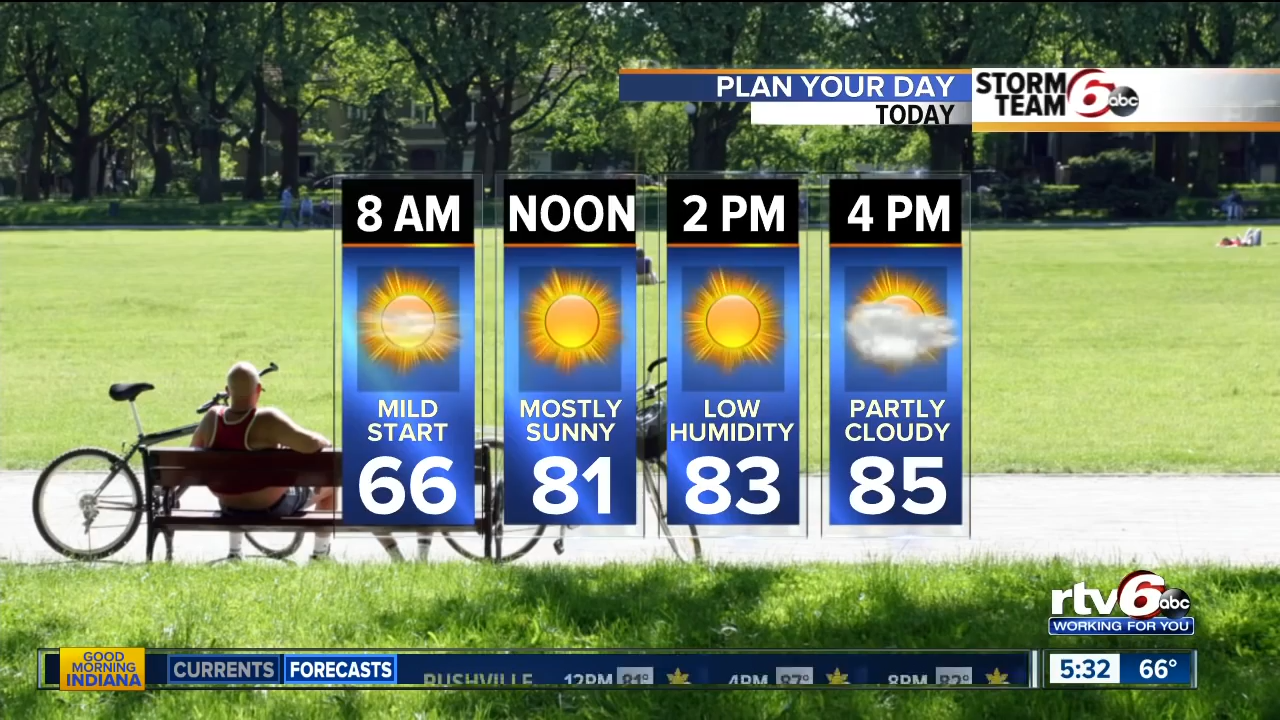 PLAN YOUR DAY
TODAY
STORM
TEAM
6
abc
8 AM
NOON
2 PM
4 PM
MILD
START
66
MOSTLY
SUNNY
81
LOW
HUMIDITY
83
PARTLY
CLOUDY
85
rtv6
abc
WORKING FOR YOU
GOOD
MORNING
INDIANA
CURRENTS
FORECASTS
RUSHVILLE 12PM 81° 4PM 87° 8PM 82°
5:32 66°